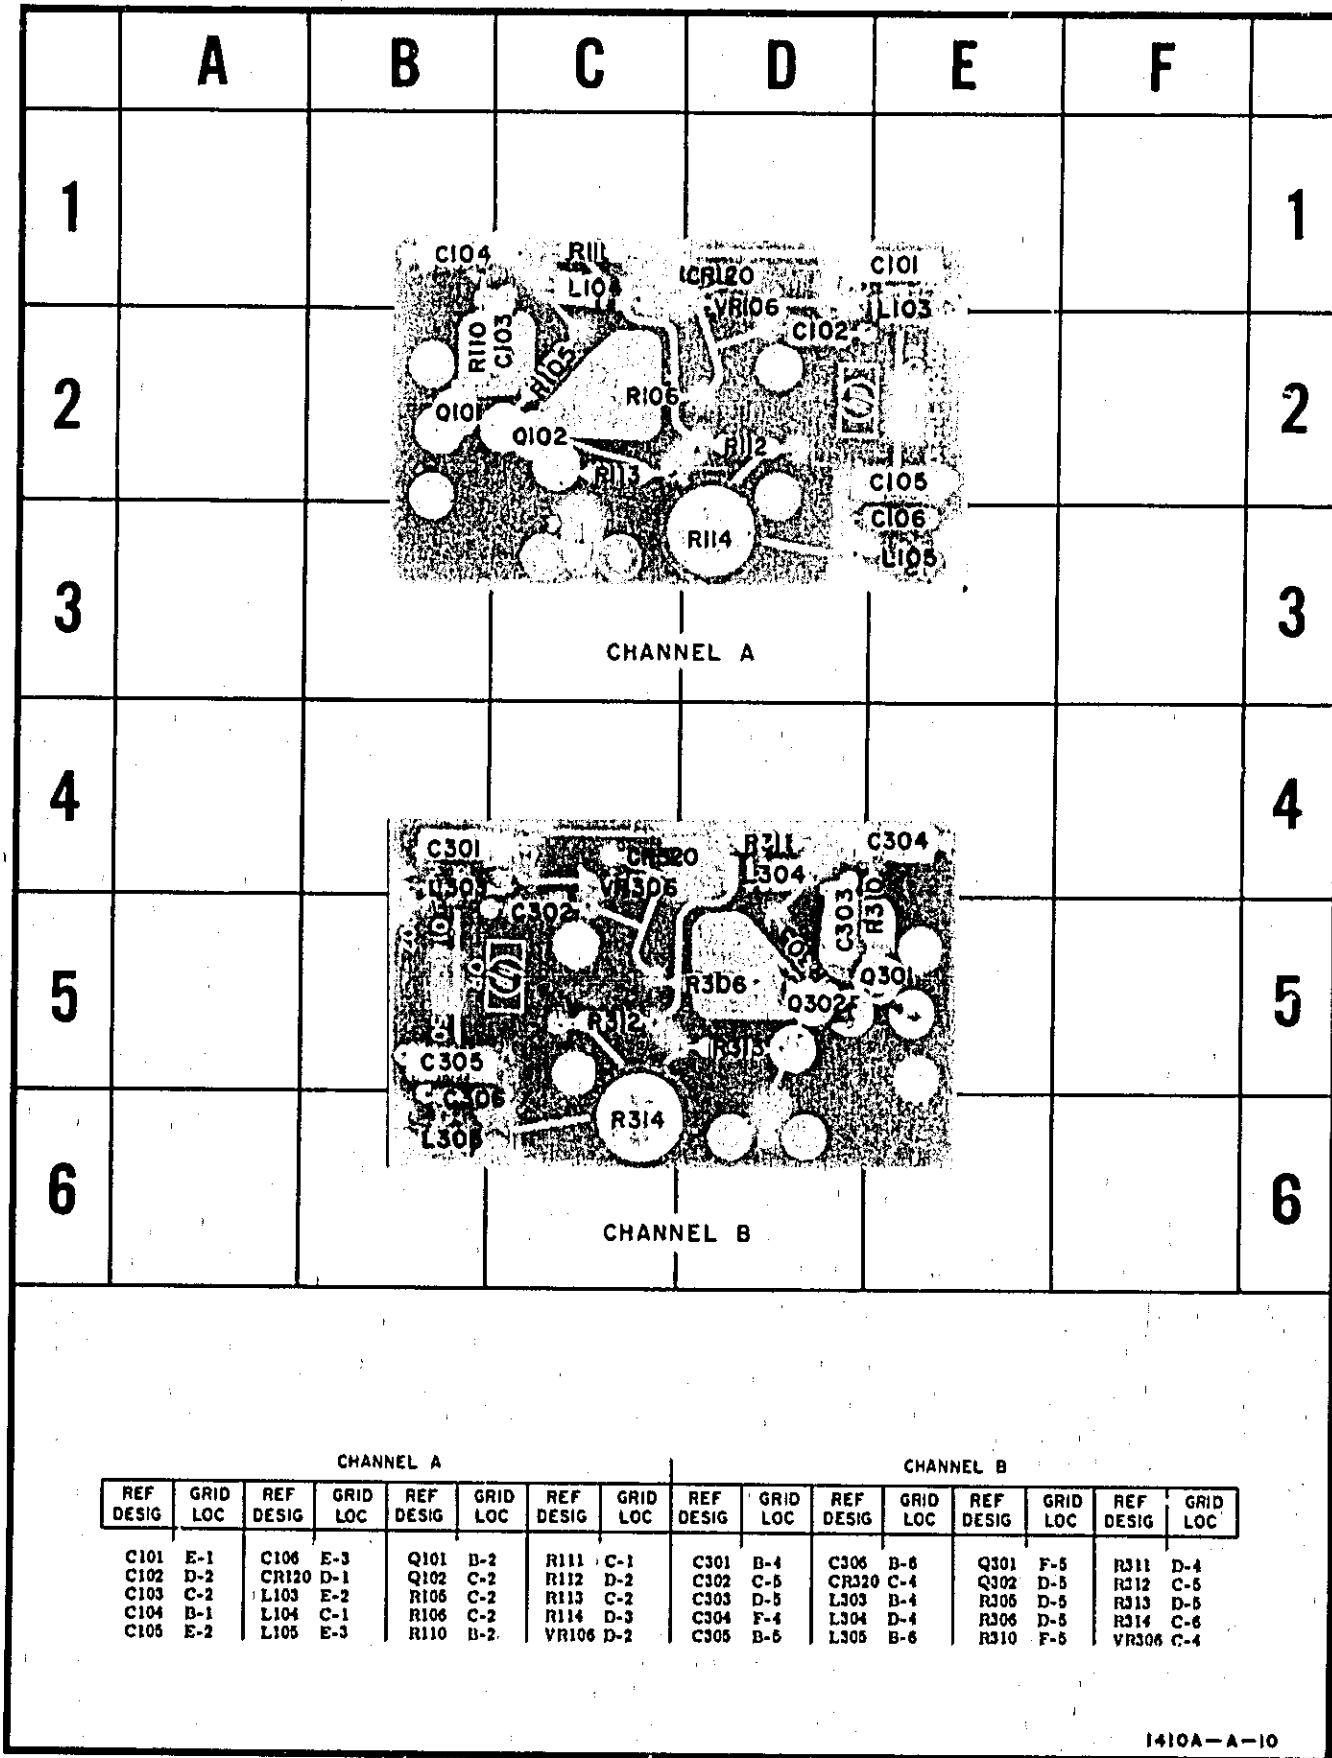 A B C D E F
1 1
C104 R111 CR120 C101
L104 VR106 L103
C102
R110 C103 R105
2 R106 2
Q101 Q102 R112
R113 C105
C106
R114 L105
3 3
CHANNEL A
4 4
C301 CR320 R311 C304
L303 VR306 L304
C302 C303 R310
R306 Q301
5 Q302 5
R312 R313
C305
C306
R314
L305
6 6
CHANNEL B
CHANNEL A CHANNEL B
REF DESIG GRID LOC REF DESIG GRID LOC REF DESIG GRID LOC REF DESIG GRID LOC REF DESIG GRID LOC REF DESIG GRID LOC REF DESIG GRID LOC REF DESIG GRID LOC
C101 E-1 C106 E-3 Q101 B-2 R111 C-1 C301 B-4 C306 B-6 Q301 F-5 R311 D-4
C102 D-2 CR120 D-1 Q102 C-2 R112 D-2 C302 C-5 CR320 C-4 Q302 D-5 R312 C-5
C103 C-2 L103 E-2 R105 C-2 R113 C-2 C303 D-5 L303 B-4 R305 D-5 R313 D-5
C104 B-1 L104 C-1 R106 C-2 R114 D-3 C304 F-4 L304 D-4 R306 D-5 R314 C-6
C105 E-2 L105 E-3 R110 B-2 VR106 D-2 C305 B-5 L305 B-6 R310 F-5 VR306 C-4
1410A-A-10